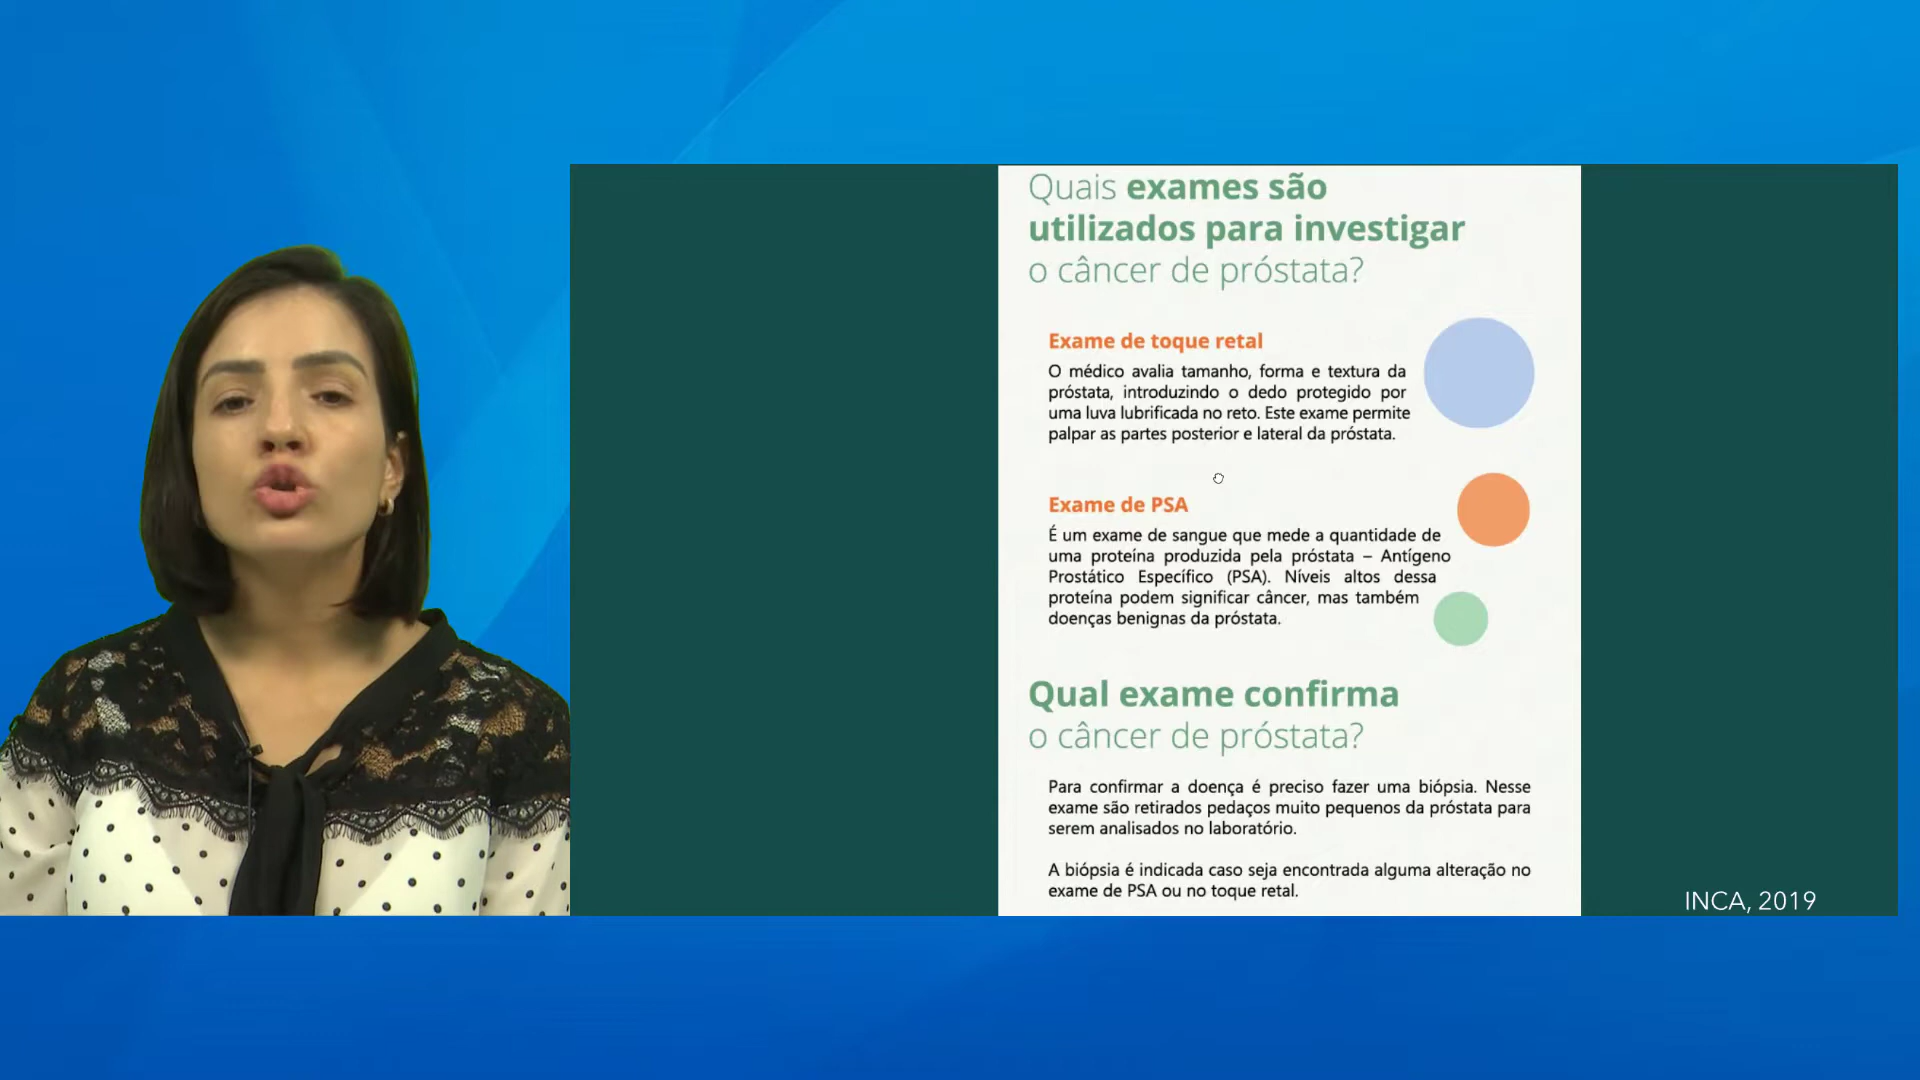 Quais exames são
utilizados para investigar
o câncer de próstata?
Exame de toque retal
O médico avalia tamanho, forma e textura da
próstata, introduzindo o dedo protegido por
uma luva lubrificada no reto. Este exame permite
palpar as partes posterior e lateral da próstata.
Exame de PSA
É um exame de sangue que mede a quantidade de
uma proteína produzida pela próstata – Antígeno
Prostático Específico (PSA). Níveis altos dessa
proteína podem significar câncer, mas também
doenças benignas da próstata.
Qual exame confirma
o câncer de próstata?
Para confirmar a doença é preciso fazer uma biópsia. Nesse
exame são retirados pedaços muito pequenos da próstata para
serem analisados no laboratório.
A biópsia é indicada caso seja encontrada alguma alteração no
exame de PSA ou no toque retal.
INCA, 2019